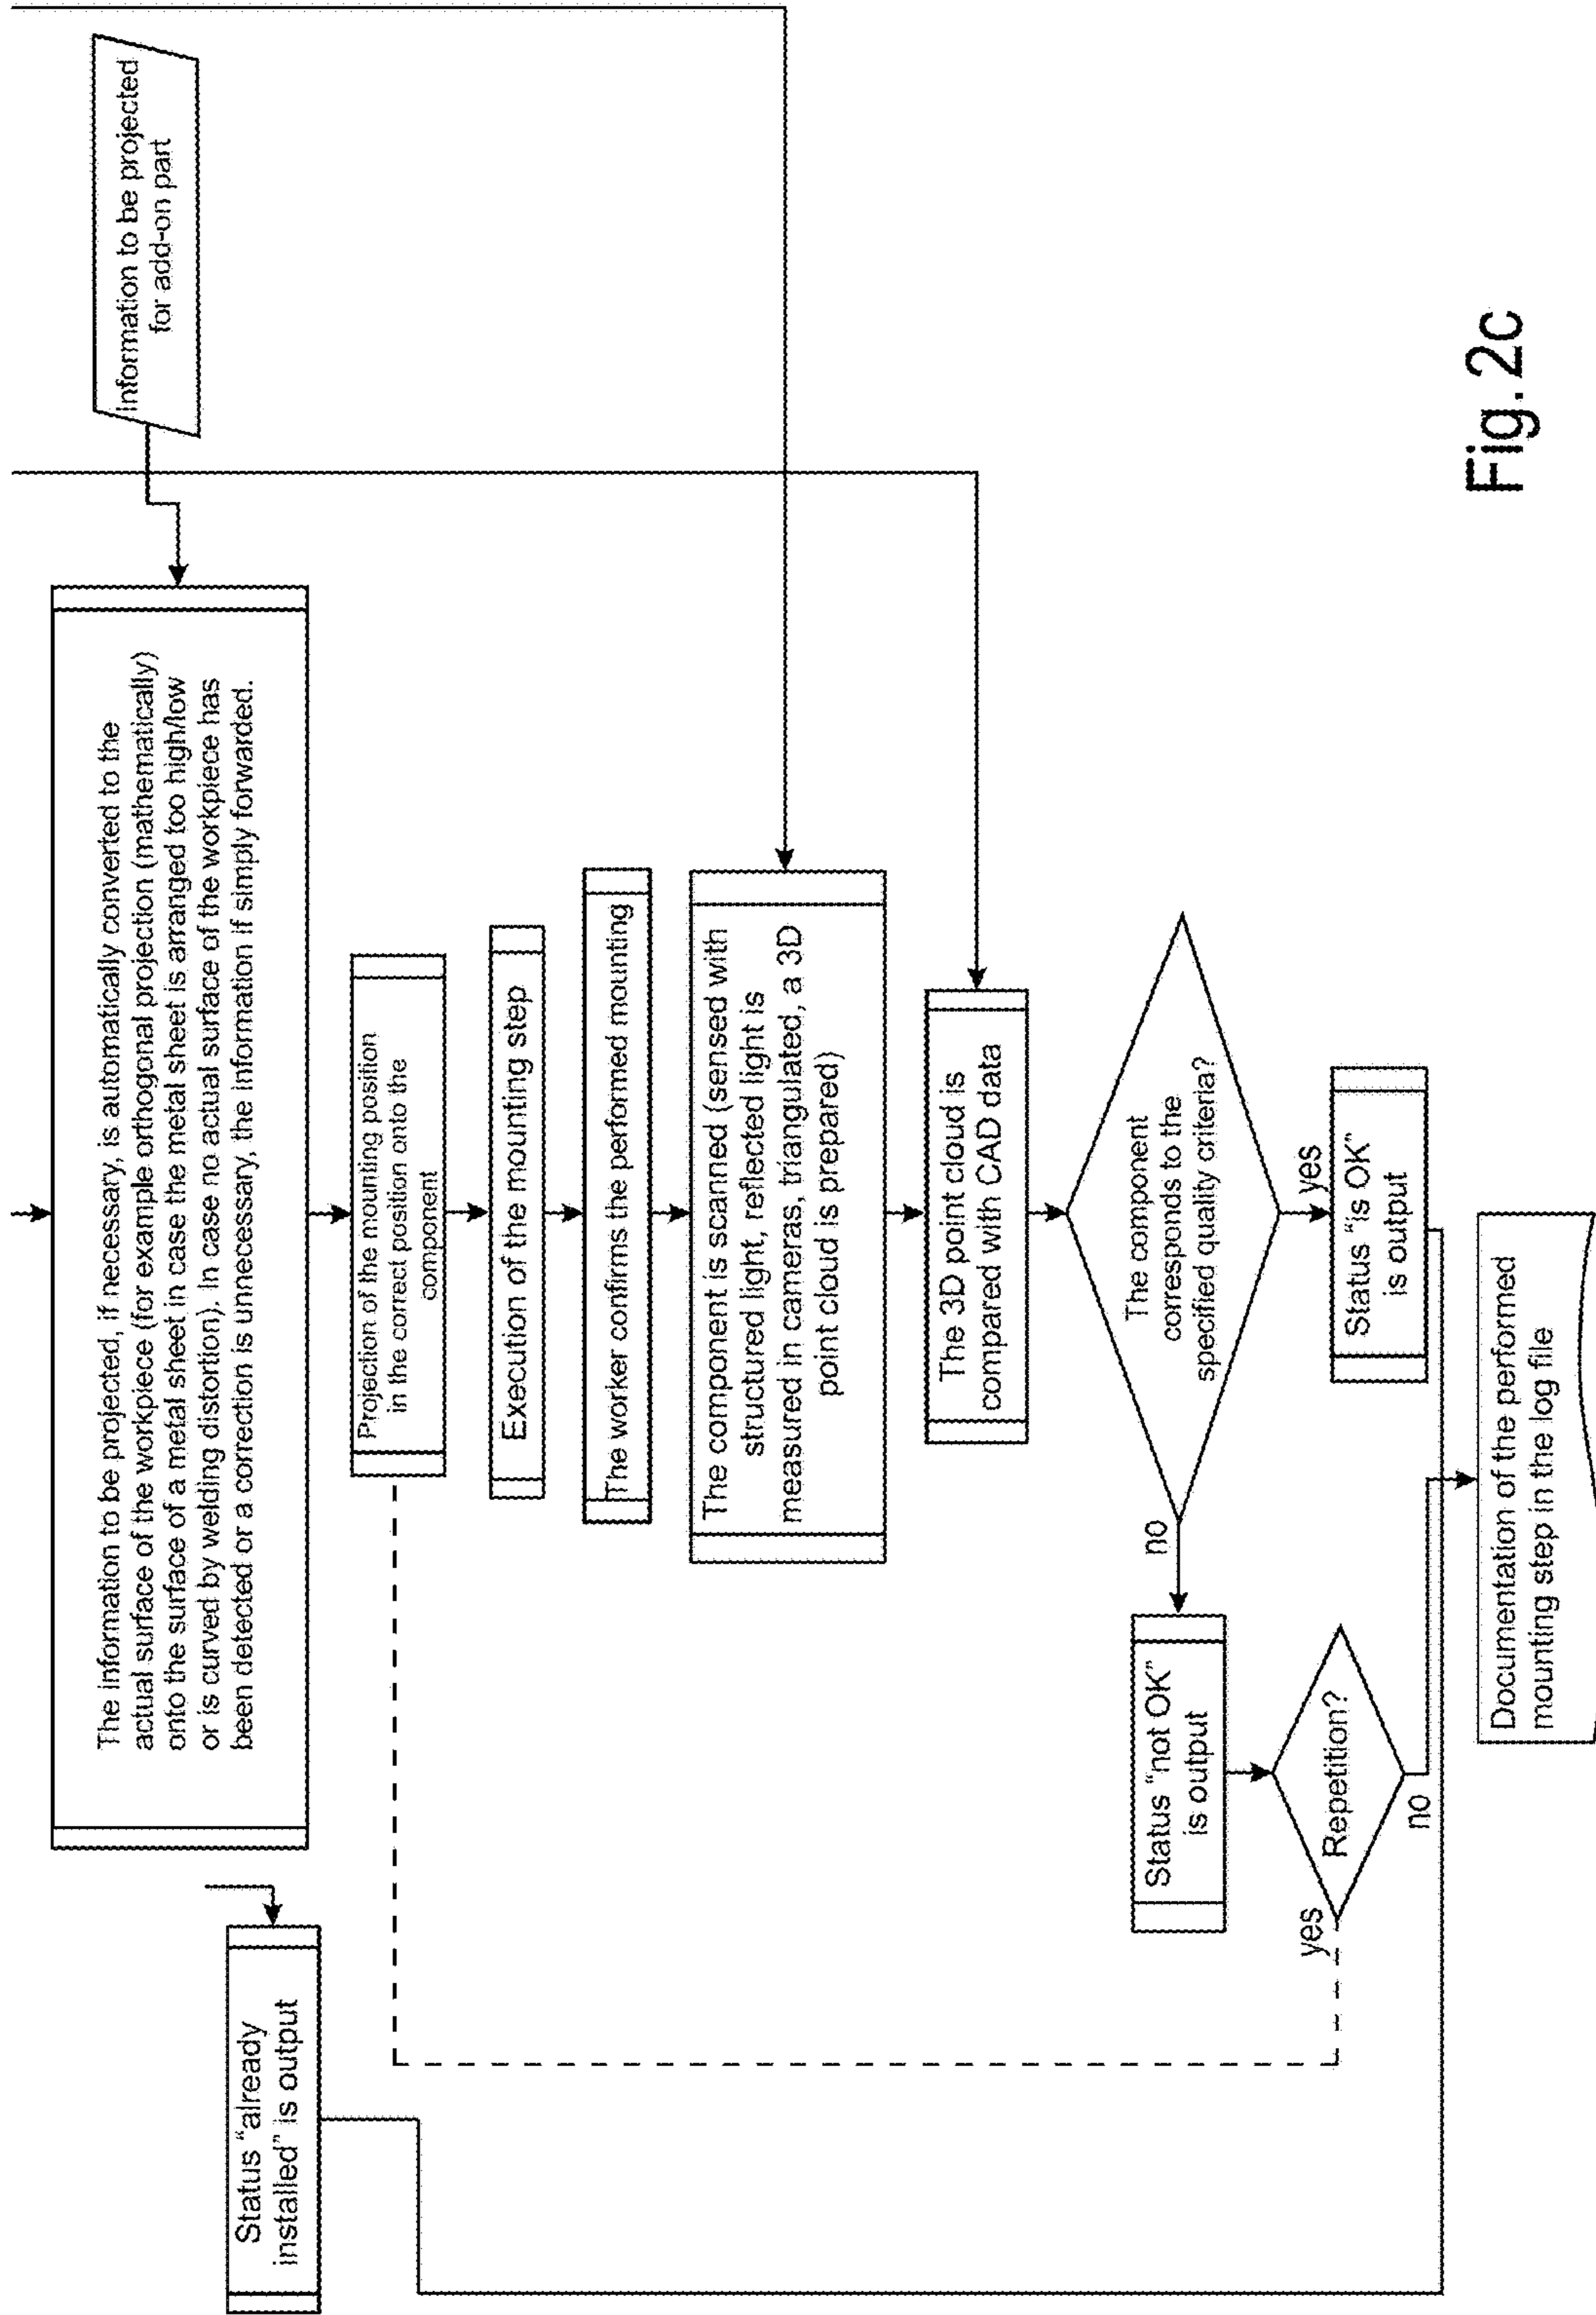 Information to be projected
for add-on part
The information to be projected, if necessary, is automatically converted to the
actual surface of the workpiece (for example orthogonal projection (mathematically)
onto the surface of a metal sheet in case the metal sheet is arranged too high/low
or is curved by welding distortion). In case no actual surface of the workpiece has
been detected or a correction is unnecessary, the information if simply forwarded.
Status “already
installed” is output
Projection of the mounting position
in the correct position onto the
component
Execution of the mounting step
The worker confirms the performed mounting
The component is scanned (sensed with
structured light, reflected light is
measured in cameras, triangulated, a 3D
point cloud is prepared)
The 3D point cloud is
compared with CAD data
The component
corresponds to the
specified quality criteria?
no
yes
Status “not OK”
is output
Status “is OK”
is output
Repetition?
yes
no
Documentation of the performed
mounting step in the log file
Fig.2c